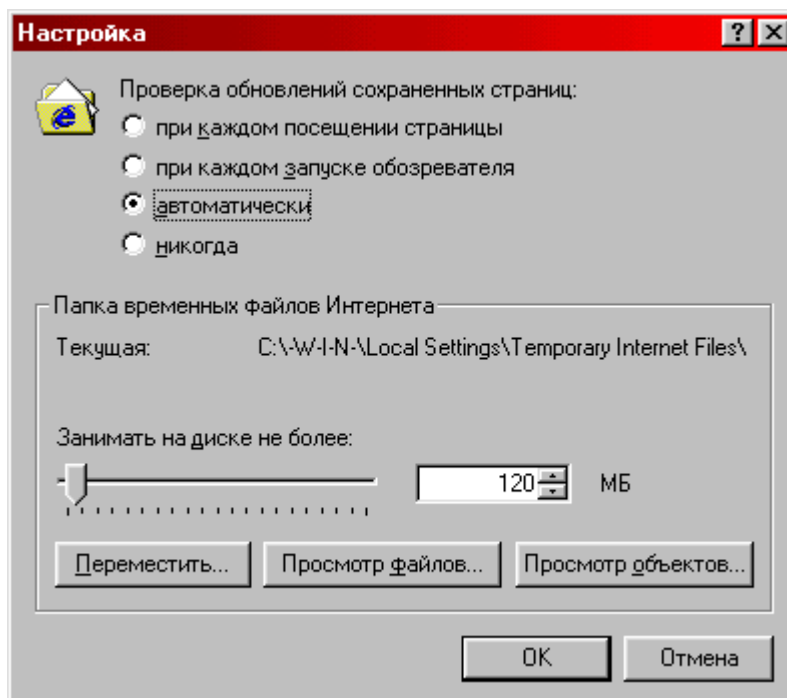 Настройка
Проверка обновлений сохраненных страниц:
при каждом посещении страницы
при каждом запуске обозревателя
автоматически
никогда
Папка временных файлов Интернета
Текущая: C:\-W-I-N-\Local Settings\Temporary Internet Files\
Занимать на диске не более:
120 МБ
Переместить... Просмотр файлов... Просмотр объектов...
OK Отмена